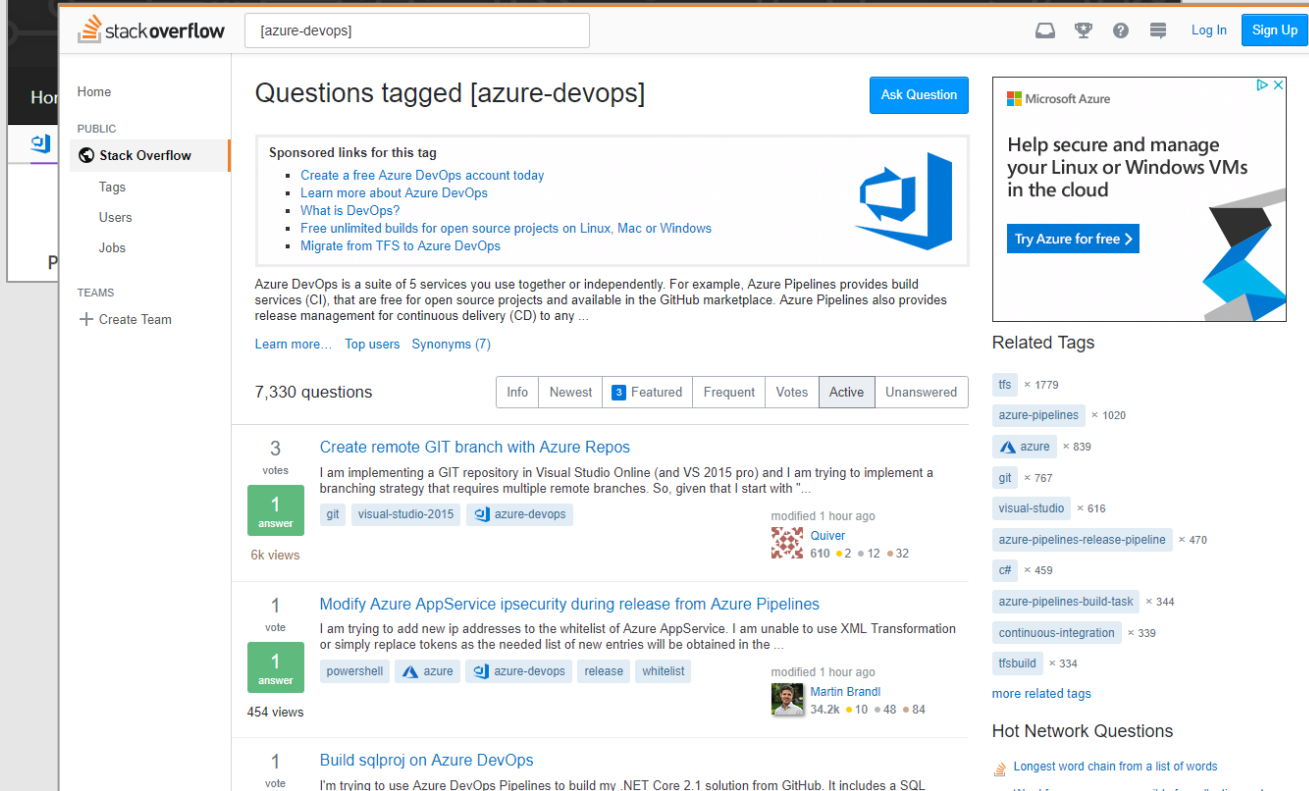 stackoverflow
[azure-devops]
Log In
Sign Up
Hor
P
Home
PUBLIC
Stack Overflow
Tags
Users
Jobs
TEAMS
Create Team
Questions tagged [azure-devops]
Ask Question
Sponsored links for this tag
Create a free Azure DevOps account today
Learn more about Azure DevOps
What is DevOps?
Free unlimited builds for open source projects on Linux, Mac or Windows
Migrate from TFS to Azure DevOps
Azure DevOps is a suite of 5 services you use together or independently. For example, Azure Pipelines provides build
services (CI), that are free for open source projects and available in the GitHub marketplace. Azure Pipelines also provides
release management for continuous delivery (CD) to any ...
Learn more... Top users Synonyms (7)
7,330 questions
Info Newest 3 Featured Frequent Votes Active Unanswered
3
votes
1
answer
6k views
Create remote GIT branch with Azure Repos
I am implementing a GIT repository in Visual Studio Online (and VS 2015 pro) and I am trying to implement a
branching strategy that requires multiple remote branches. So, given that I start with "...
git visual-studio-2015 azure-devops
modified 1 hour ago
Quiver
610 2 12 32
1
vote
1
answer
454 views
Modify Azure AppService ipsecurity during release from Azure Pipelines
I am trying to add new ip addresses to the whitelist of Azure AppService. I am unable to use XML Transformation
or simply replace tokens as the needed list of new entries will be obtained in the ...
powershell azure azure-devops release whitelist
modified 1 hour ago
Martin Brandl
34.2k 10 48 84
1
vote
Build sqlproj on Azure DevOps
I'm trying to use Azure DevOps Pipelines to build my .NET Core 2.1 solution from GitHub. It includes a SQL
Microsoft Azure
Help secure and manage
your Linux or Windows VMs
in the cloud
Try Azure for free
Related Tags
tfs × 1779
azure-pipelines × 1020
azure × 839
git × 767
visual-studio × 616
azure-pipelines-release-pipeline × 470
c# × 459
azure-pipelines-build-task × 344
continuous-integration × 339
tfsbuild × 334
more related tags
Hot Network Questions
Longest word chain from a list of words